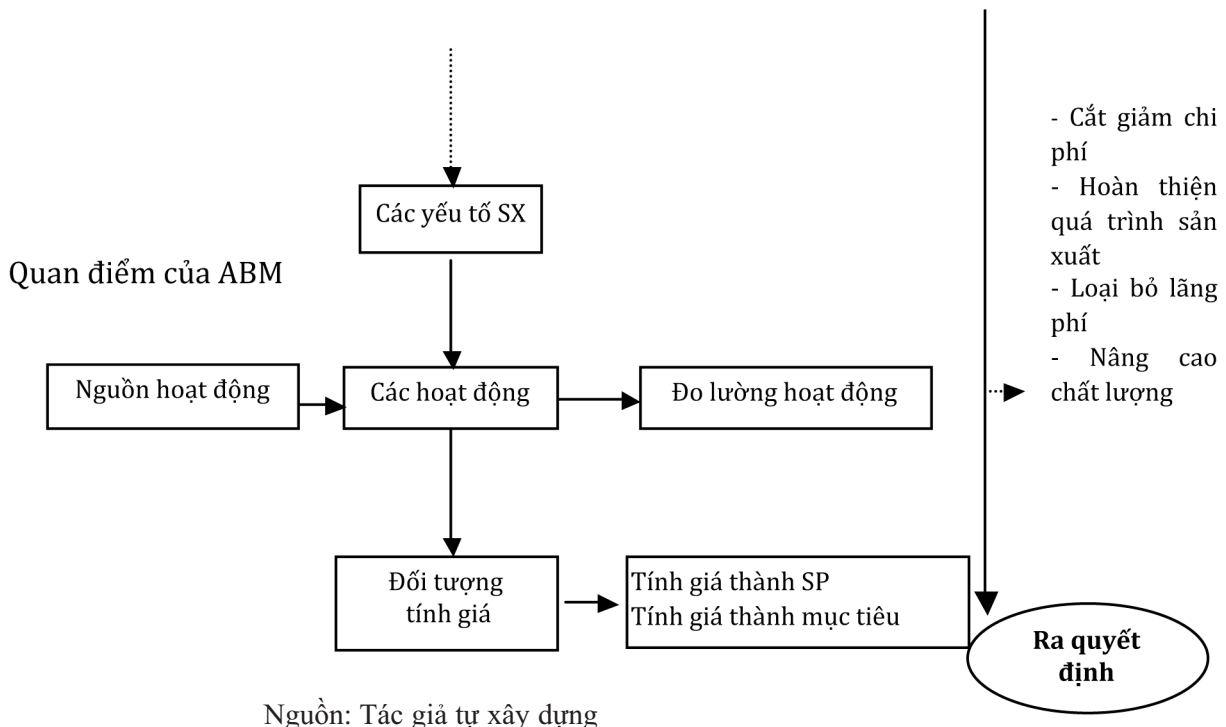 - Cắt giảm chi
phí
- Hoàn thiện
quá trình sản
xuất
- Loại bỏ lãng
phí
- Nâng cao
chất lượng
Các yếu tố SX
Quan điểm của ABM
Nguồn hoạt động
Các hoạt động
Đo lường hoạt động
Đối tượng
tính giá
Tính giá thành SP
Tính giá thành mục tiêu
Ra quyết
định
Nguồn: Tác giả tự xây dựng